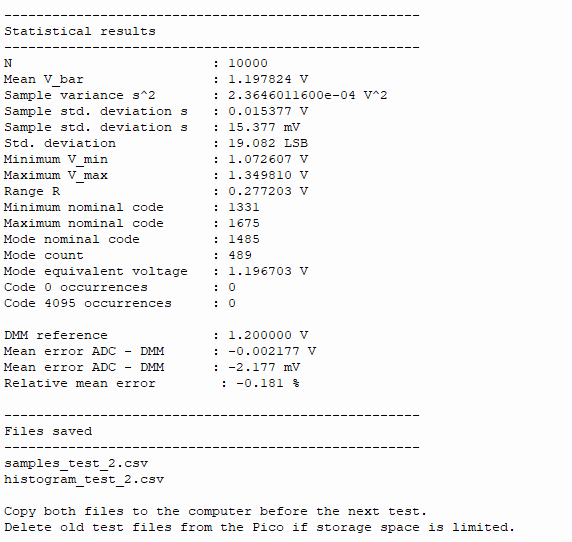 ----------------------------------------------------
Statistical results
----------------------------------------------------
N                         : 10000
Mean V_bar                : 1.197824 V
Sample variance s^2       : 2.3646011600e-04 V^2
Sample std. deviation s   : 0.015377 V
Sample std. deviation s   : 15.377 mV
Std. deviation            : 19.082 LSB
Minimum V_min             : 1.072607 V
Maximum V_max             : 1.349810 V
Range R                   : 0.277203 V
Minimum nominal code      : 1331
Maximum nominal code      : 1675
Mode nominal code         : 1485
Mode count                : 489
Mode equivalent voltage   : 1.196703 V
Code 0 occurrences        : 0
Code 4095 occurrences     : 0
DMM reference             : 1.200000 V
Mean error ADC - DMM      : -0.002177 V
Mean error ADC - DMM      : -2.177 mV
Relative mean error        : -0.181 %
----------------------------------------------------
Files saved
----------------------------------------------------
samples_test_2.csv
histogram_test_2.csv
Copy both files to the computer before the next test.
Delete old test files from the Pico if storage space is limited.